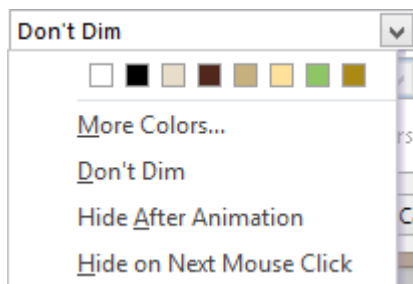 Don't Dim
More Colors...
Don't Dim
Hide After Animation
Hide on Next Mouse Click